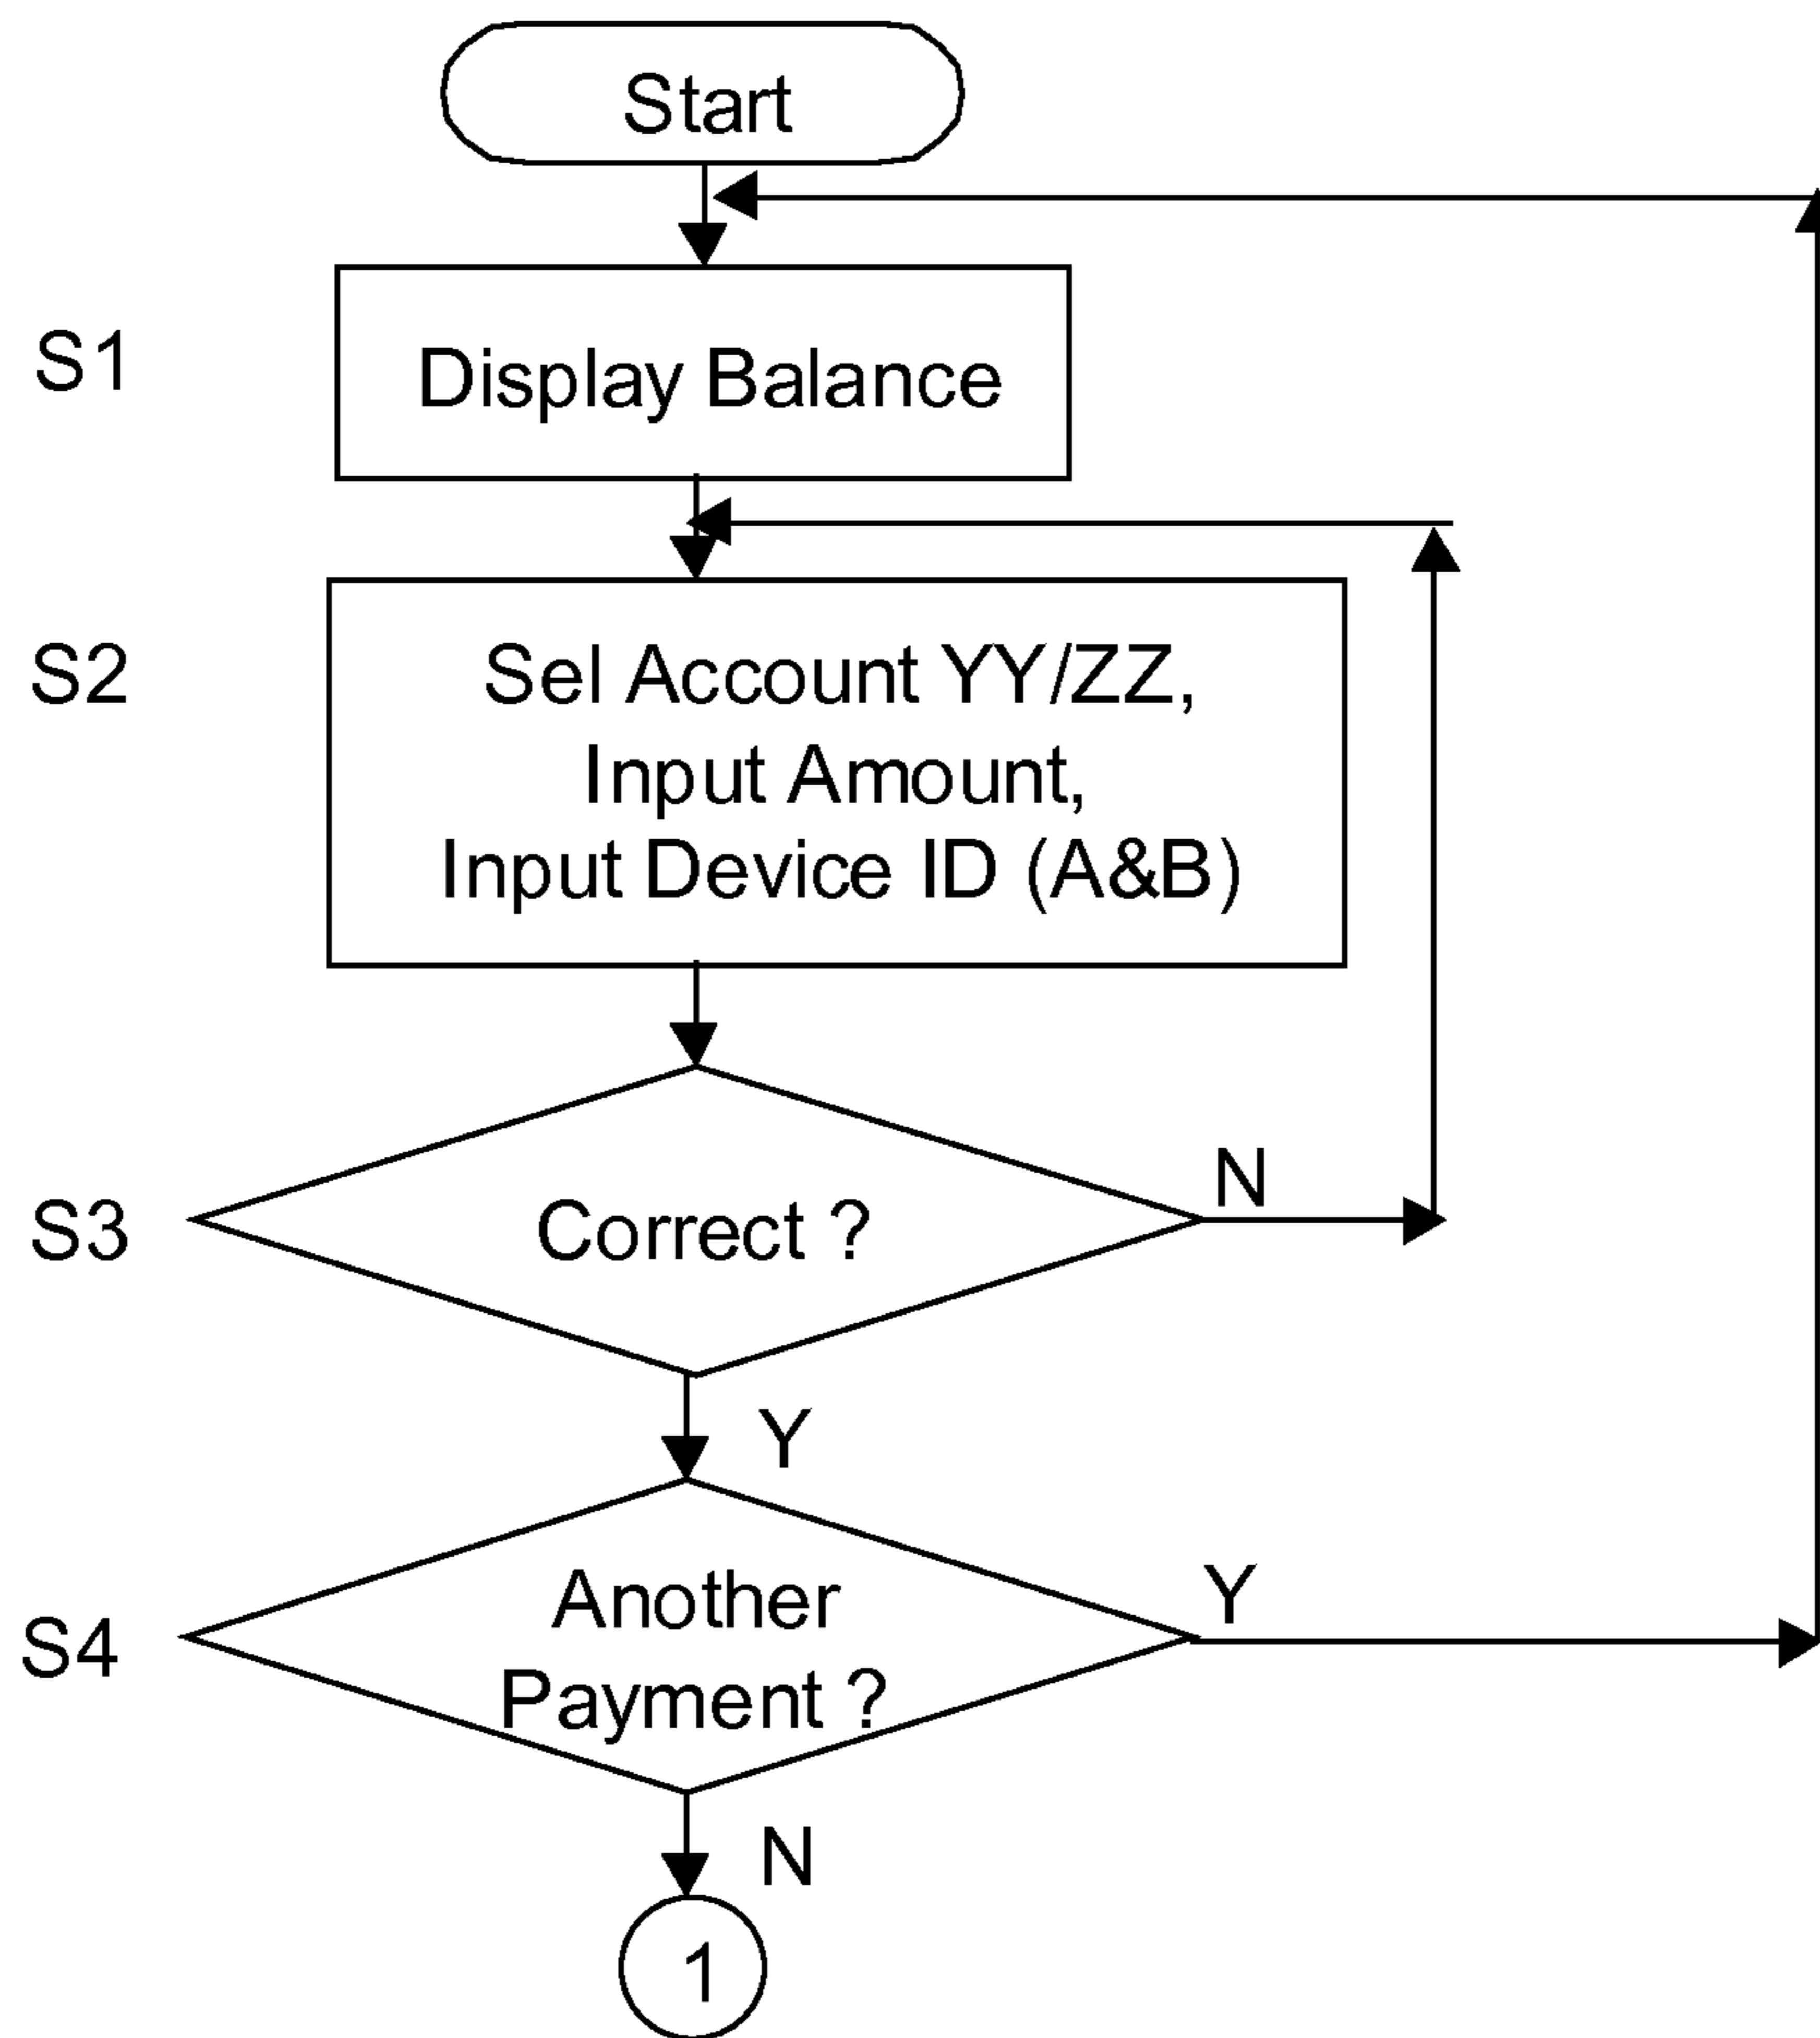 Start
S1
Display Balance
S2
Sel Account YY/ZZ,
Input Amount,
Input Device ID (A&B)
S3
Correct ?
N
Y
S4
Another
Payment ?
Y
N
1